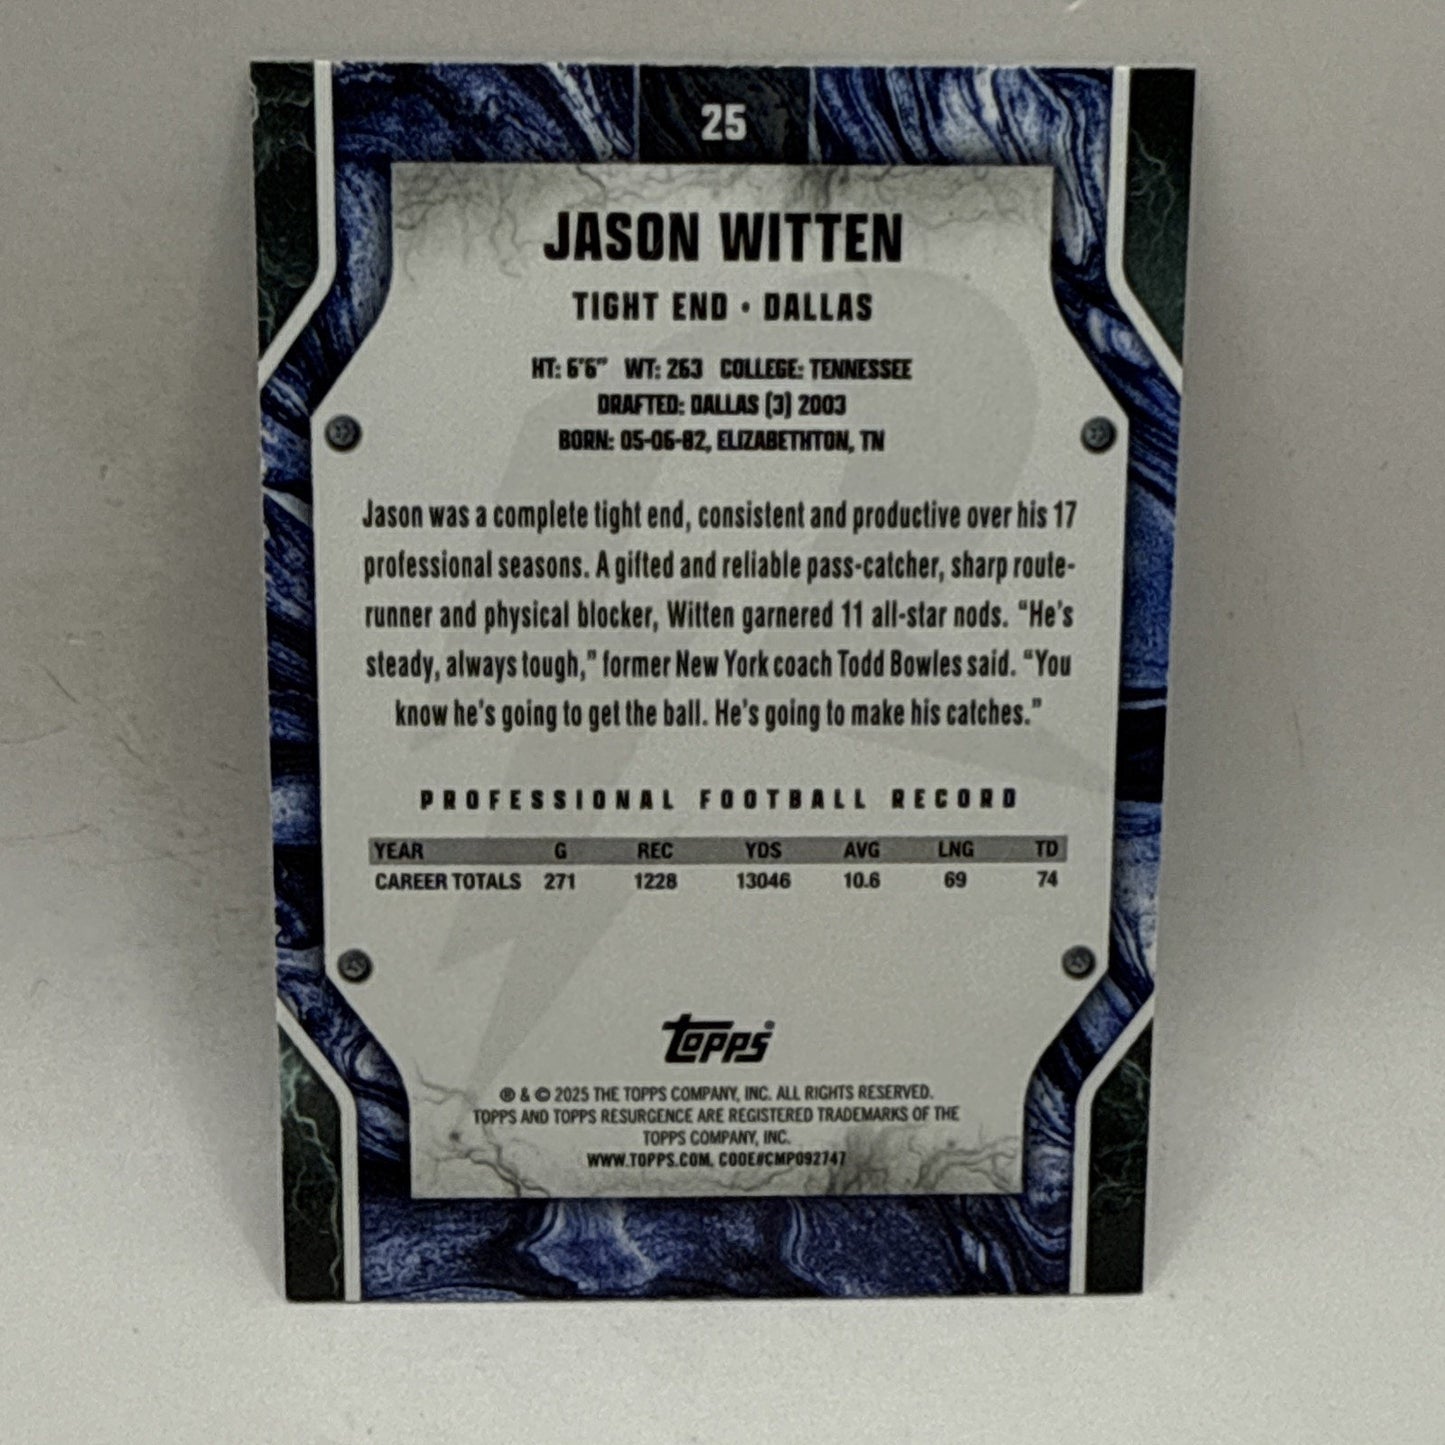 25
JASON WITTEN
TIGHT END • DALLAS
HT: 6'6" WT: 263 COLLEGE: TENNESSEE
DRAFTED: DALLAS (3) 2003
BORN: 05-06-82, ELIZABETHTON, TN
Jason was a complete tight end, consistent and productive over his 17
professional seasons. A gifted and reliable pass-catcher, sharp route-
runner and physical blocker, Witten garnered 11 all-star nods. “He's
steady, always tough,” former New York coach Todd Bowles said. “You
know he's going to get the ball. He's going to make his catches.”
PROFESSIONAL FOOTBALL RECORD
YEAR G REC YDS AVG LNG TD
CAREER TOTALS 271 1228 13046 10.6 69 74
Topps®
® & © 2025 THE TOPPS COMPANY, INC. ALL RIGHTS RESERVED.
TOPPS AND TOPPS RESURGENCE ARE REGISTERED TRADEMARKS OF THE
TOPPS COMPANY, INC.
WWW.TOPPS.COM. CODE#CMP092747